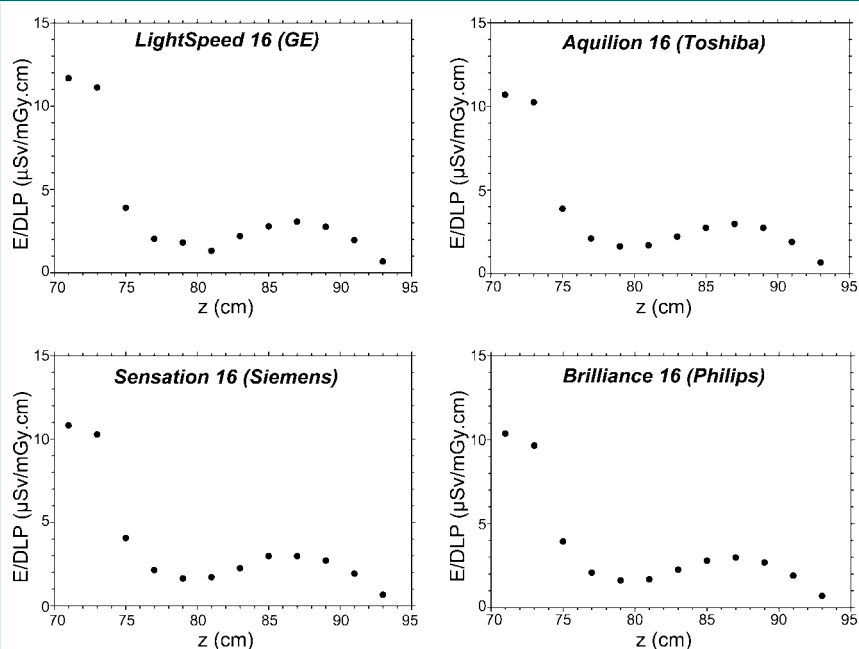 LightSpeed 16 (GE)
E/DLP (µSv/mGy.cm)
15
10
5
0
70 75 80 85 90 95
z (cm)
Aquilion 16 (Toshiba)
E/DLP (µSv/mGy.cm)
15
10
5
0
70 75 80 85 90 95
z (cm)
Sensation 16 (Siemens)
E/DLP (µSv/mGy.cm)
15
10
5
0
70 75 80 85 90 95
z (cm)
Brilliance 16 (Philips)
E/DLP (µSv/mGy.cm)
15
10
5
0
70 75 80 85 90 95
z (cm)